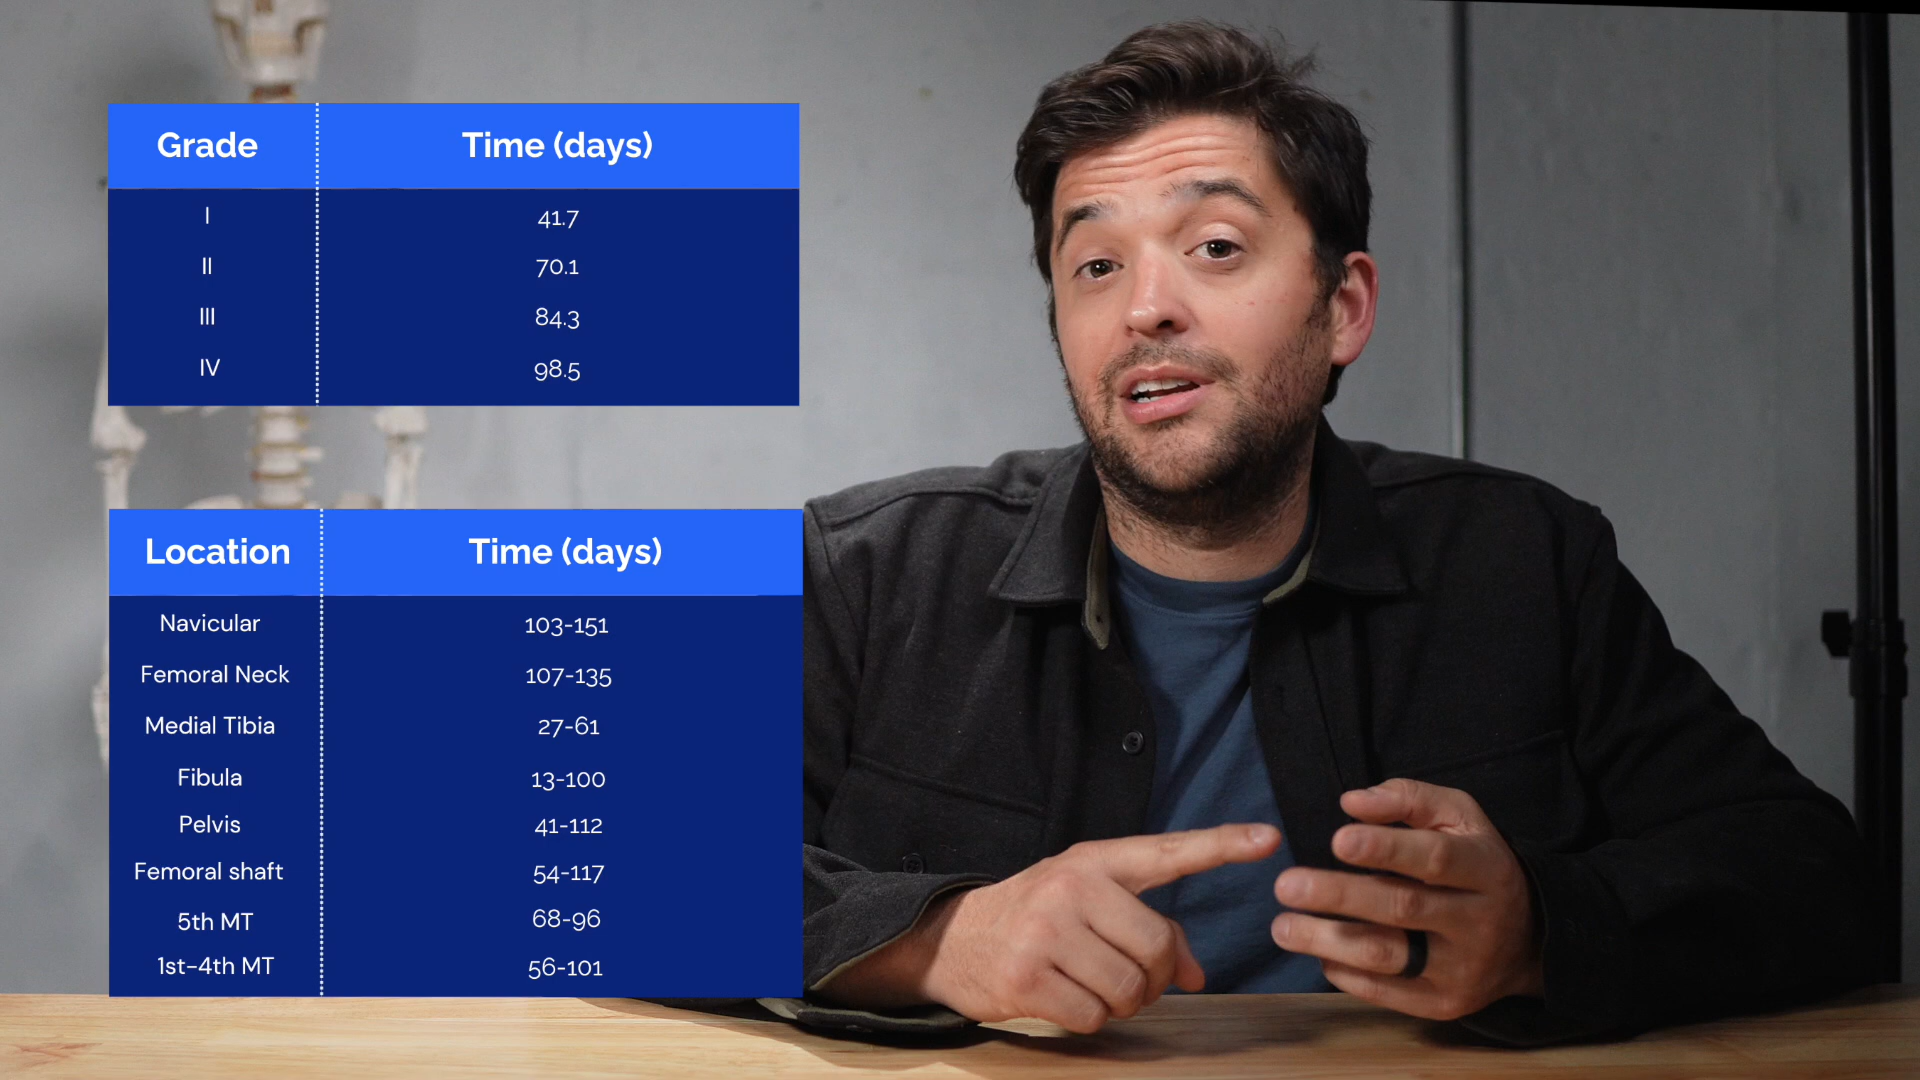 Grade Time (days)
I 41.7
II 70.1
III 84.3
IV 98.5
Location Time (days)
Navicular 103-151
Femoral Neck 107-135
Medial Tibia 27-61
Fibula 13-100
Pelvis 41-112
Femoral shaft 54-117
5th MT 68-96
1st-4th MT 56-101